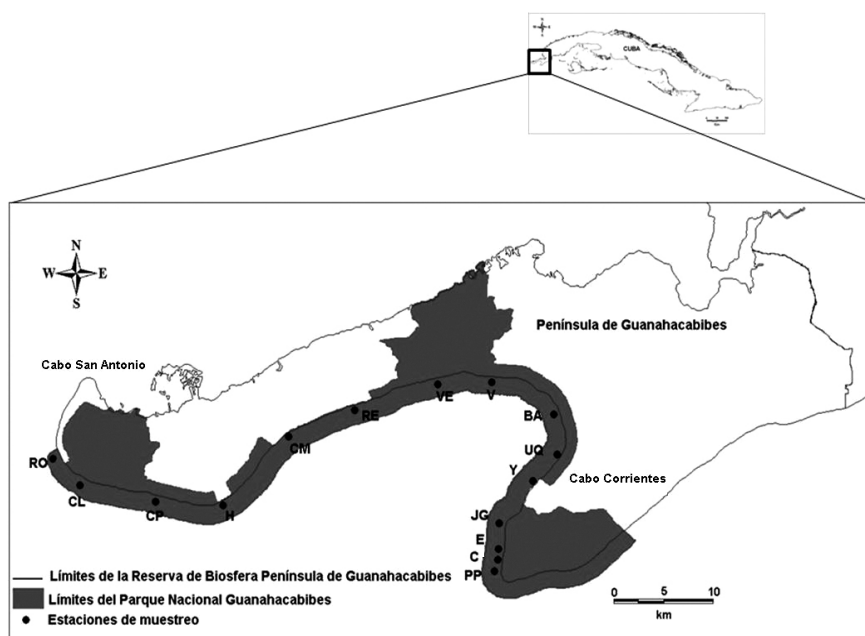 N
W E
S
CUBA
N
W E
S
Península de Guanahacabibes
Cabo San Antonio
VE
V
RE
BA
CM
UQ
RO
Y
Cabo Corrientes
CL
CP
H
JG
E
C
PP
Límites de la Reserva de Biosfera Península de Guanahacabibes
Límites del Parque Nacional Guanahacabibes
Estaciones de muestreo
0 5 10
km